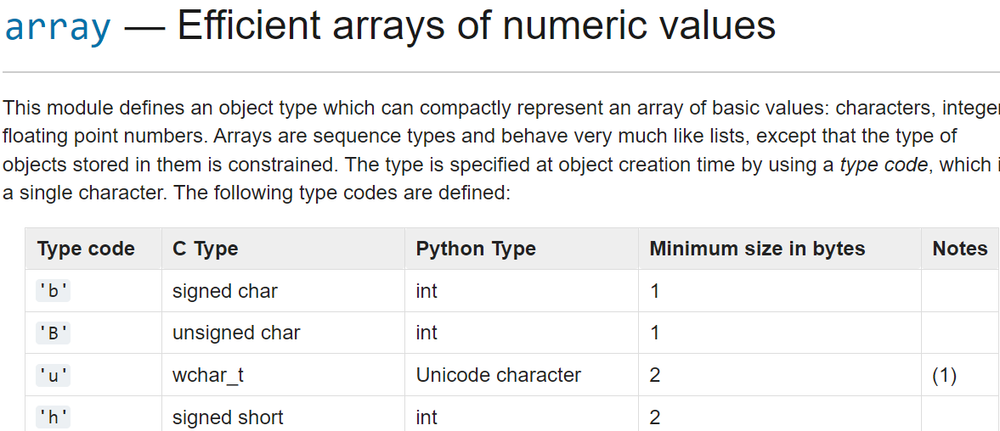 array — Efficient arrays of numeric values
This module defines an object type which can compactly represent an array of basic values: characters,
floating point numbers. Arrays are sequence types and behave very much like lists, except that the type of
objects stored in them is constrained. The type is specified at object creation time by using a type code, which
a single character. The following type codes are defined:
Type code C Type Python Type Minimum size in bytes Notes
'b' signed char int 1
'B' unsigned char int 1
'u' wchar_t Unicode character 2 (1)
'h' signed short int 2